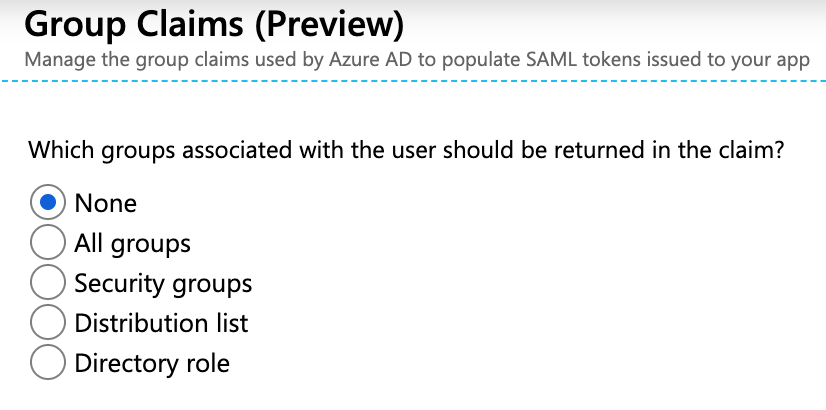 Group Claims (Preview)
Manage the group claims used by Azure AD to populate SAML tokens issued to your app
Which groups associated with the user should be returned in the claim?
None
All groups
Security groups
Distribution list
Directory role